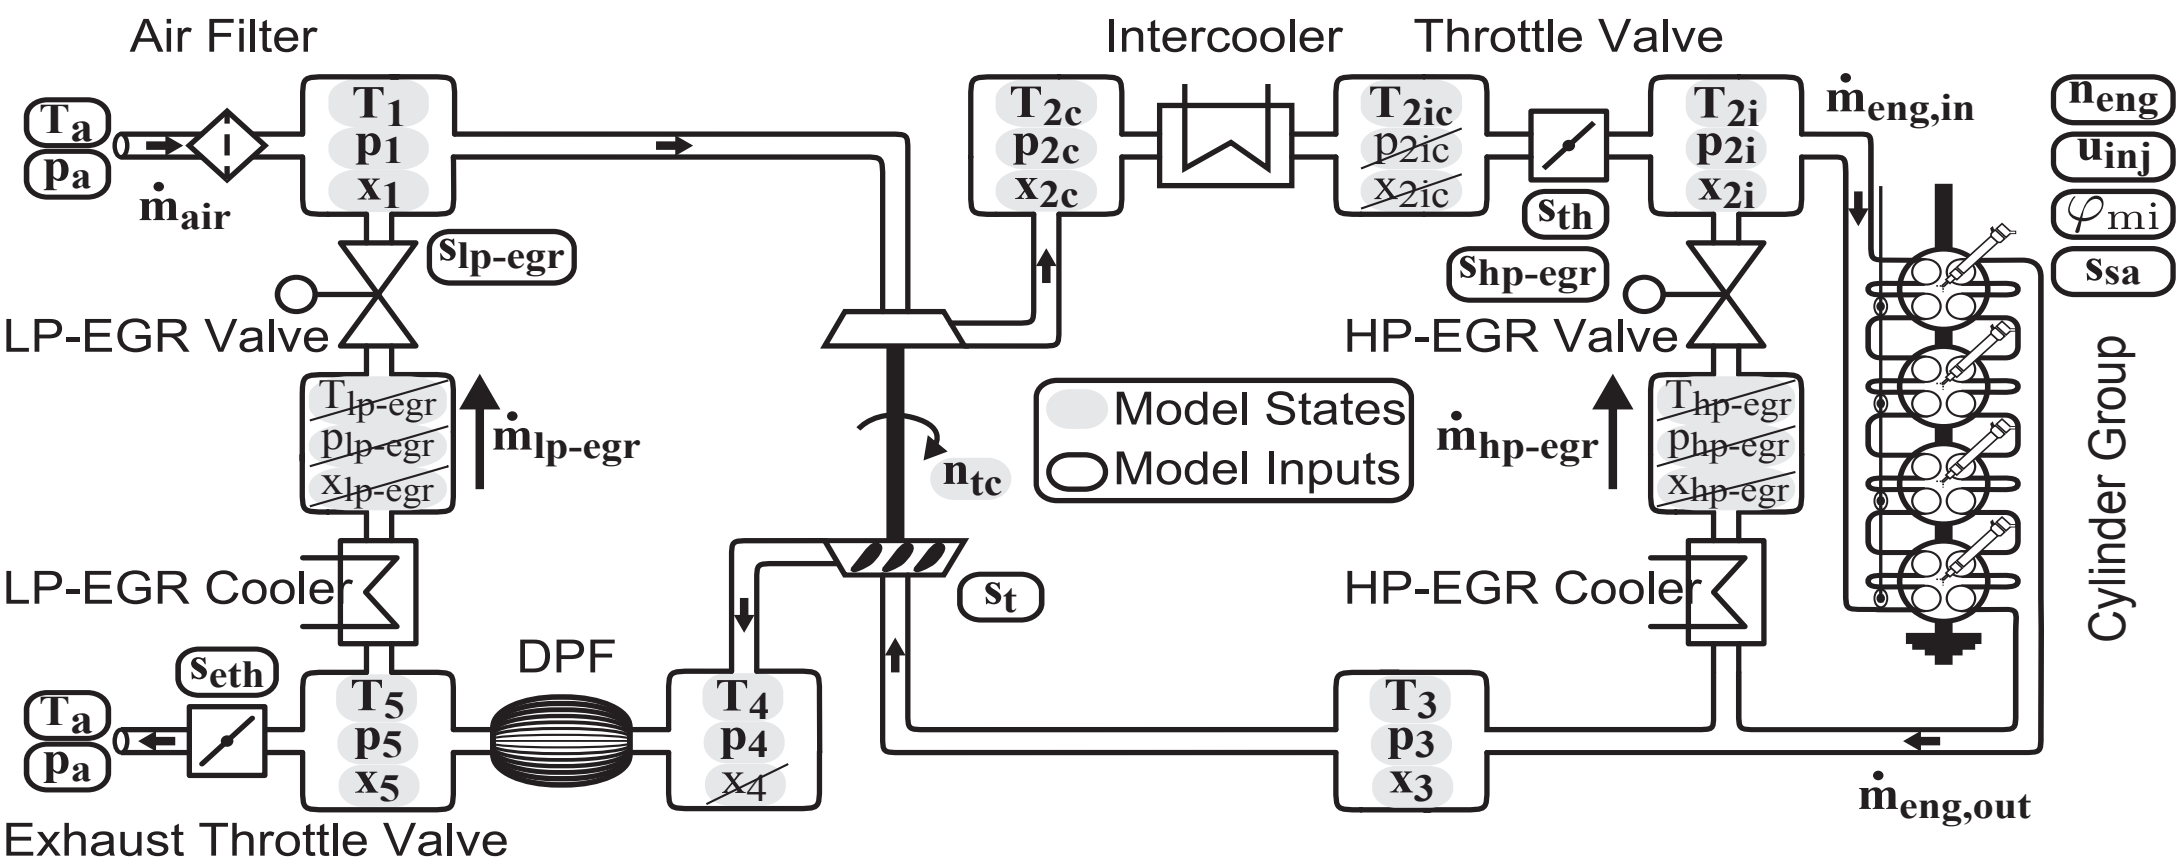 Air Filter
Intercooler
Throttle Valve
Ta
pa
ṁair
T1
p1
x1
T2c
p2c
x2c
T2ic
p2ic
x2ic
T2i
p2i
x2i
ṁeng,in
neng
uinj
φmi
ssa
slp-egr
sth
shp-egr
LP-EGR Valve
HP-EGR Valve
Tlp-egr
plp-egr
xlp-egr
ṁlp-egr
ntc
Model States
Model Inputs
ṁhp-egr
Thp-egr
php-egr
xhp-egr
Cylinder Group
LP-EGR Cooler
st
HP-EGR Cooler
seth
DPF
Ta
pa
T5
p5
x5
T4
p4
x4
T3
p3
x3
ṁeng,out
Exhaust Throttle Valve